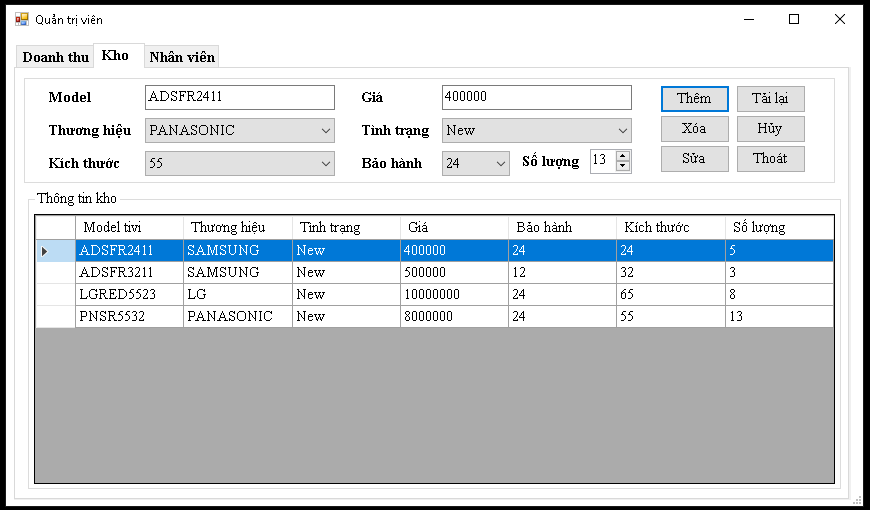 Quản trị viên
Doanh thu Kho Nhân viên
Model ADSFR2411 Giá 400000 Thêm Tải lại
Thương hiệu PANASONIC Tình trạng New Xóa Hủy
Kích thước 55 Bảo hành 24 Số lượng 13 Sửa Thoát
Thông tin kho
Model tivi Thương hiệu Tình trạng Giá Bảo hành Kích thước Số lượng
ADSFR2411 SAMSUNG New 400000 24 24 5
ADSFR3211 SAMSUNG New 500000 12 32 3
LGRED5523 LG New 10000000 24 65 8
PNSR5532 PANASONIC New 8000000 24 55 13